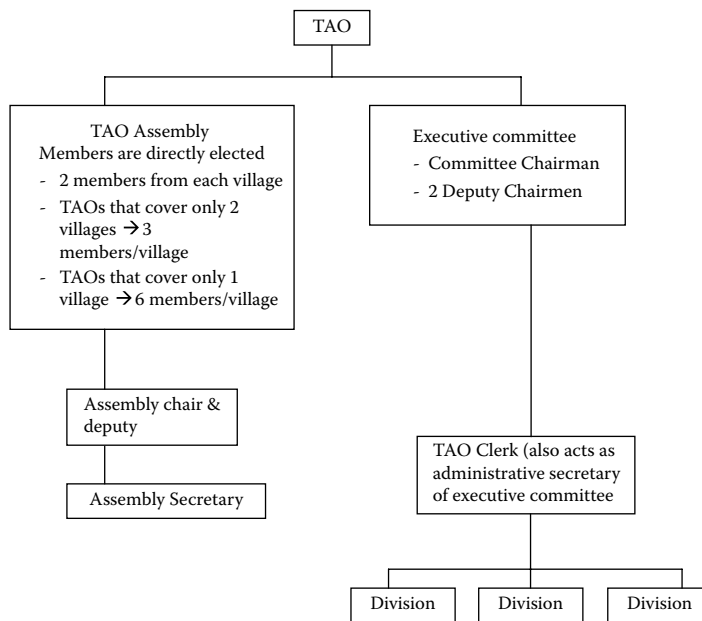 TAO
TAO Assembly
Members are directly elected
- 2 members from each village
- TAOs that cover only 2
villages → 3
members/village
- TAOs that cover only 1
village → 6 members/village
Executive committee
- Committee Chairman
- 2 Deputy Chairmen
Assembly chair &
deputy
Assembly Secretary
TAO Clerk (also acts as
administrative secretary
of executive committee
Division
Division
Division